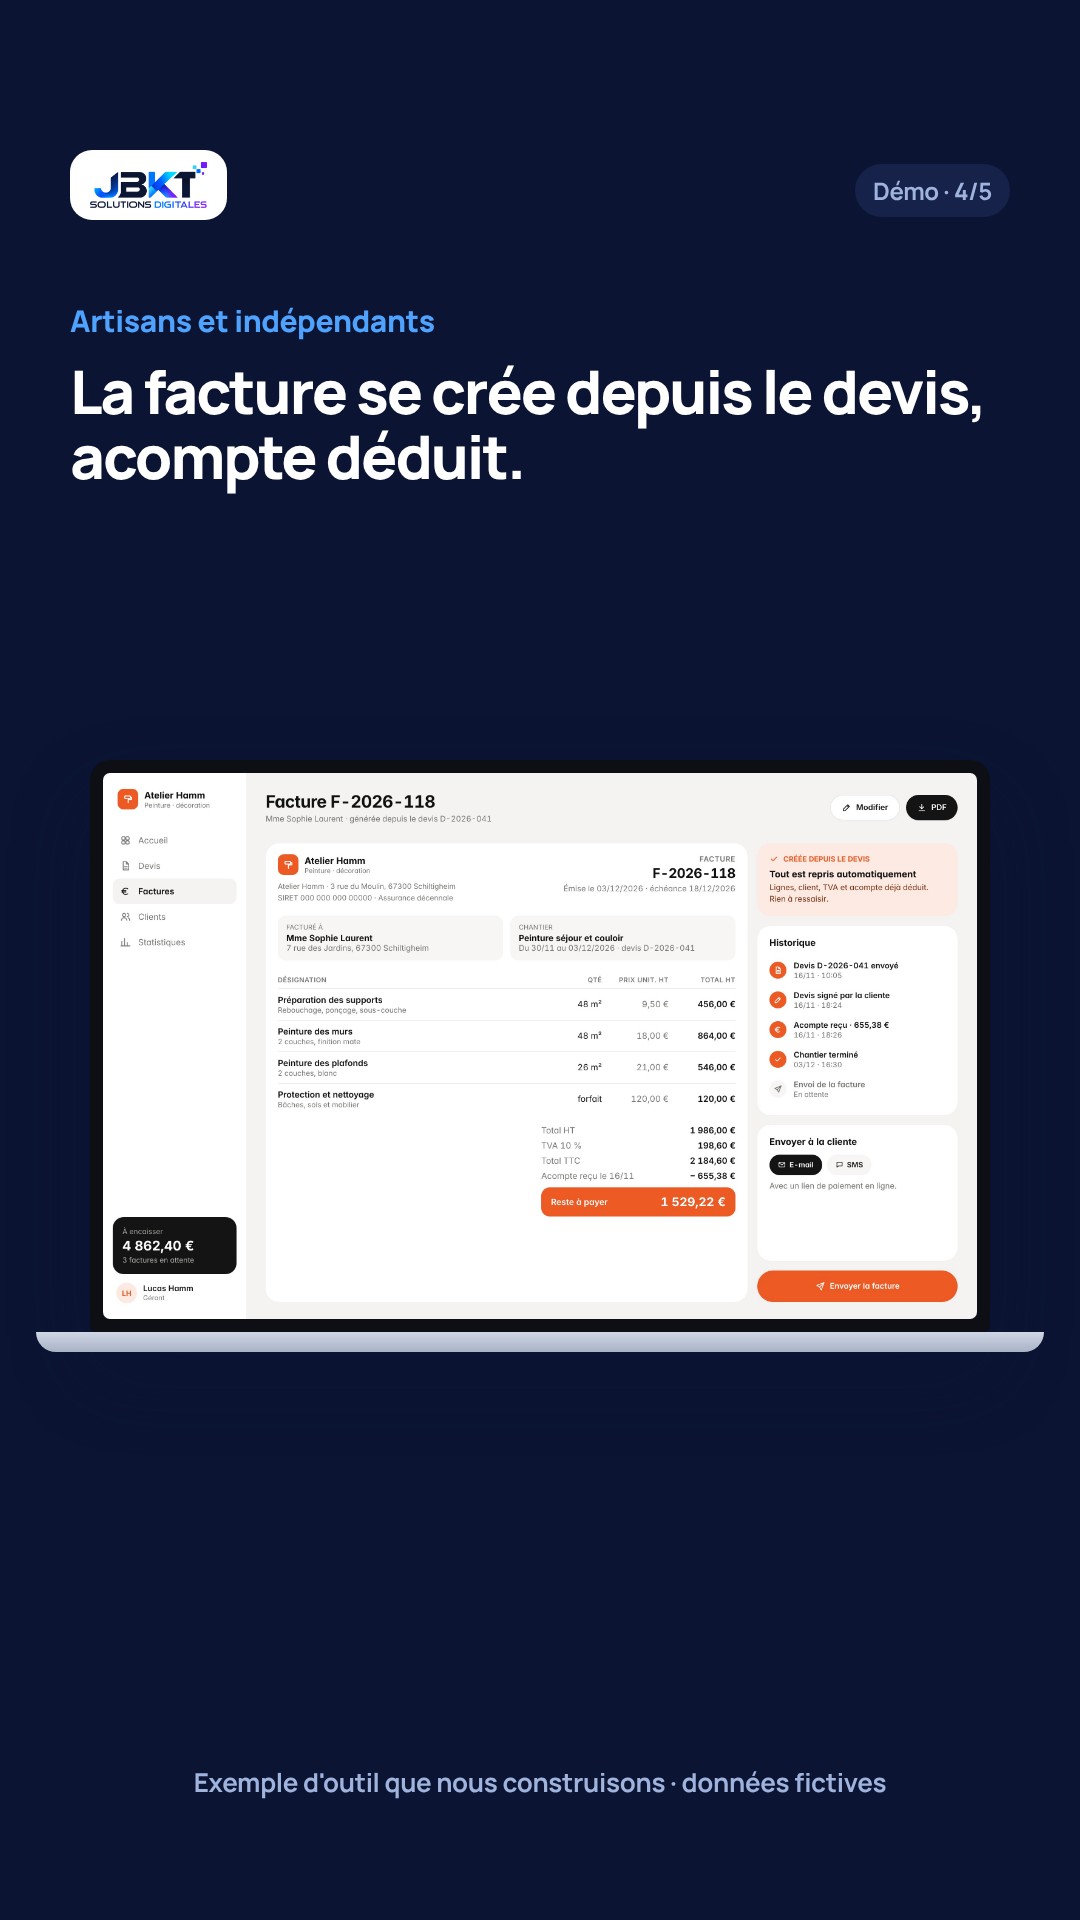 JBKT
SOLUTIONS DIGITALES
Démo · 4/5
Artisans et indépendants
La facture se crée depuis le devis,
acompte déduit.
Atelier Hamm
Peinture · décoration
Accueil
Devis
Factures
Clients
Statistiques
À encaisser
4 862,40 €
3 factures en attente
LH
Lucas Hamm
Gérant
Facture F-2026-118
Mme Sophie Laurent · générée depuis le devis D-2026-041
Modifier
PDF
Atelier Hamm
Peinture · décoration
Atelier Hamm · 3 rue du Moulin, 67300 Schiltigheim
SIRET 000 000 000 00000 · Assurance décennale
FACTURE
F-2026-118
Émise le 03/12/2026 · échéance 18/12/2026
FACTURÉ À
Mme Sophie Laurent
7 rue des Jardins, 67300 Schiltigheim
CHANTIER
Peinture séjour et couloir
Du 30/11 au 03/12/2026 · devis D-2026-041
DÉSIGNATION QTÉ PRIX UNIT. HT TOTAL HT
Préparation des supports 48 m² 9,50 € 456,00 €
Rebouchage, ponçage, sous-couche
Peinture des murs 48 m² 18,00 € 864,00 €
2 couches, finition mate
Peinture des plafonds 26 m² 21,00 € 546,00 €
2 couches, blanc
Protection et nettoyage forfait 120,00 € 120,00 €
Bâches, sols et mobilier
Total HT 1 986,00 €
TVA 10 % 198,60 €
Total TTC 2 184,60 €
Acompte reçu le 16/11 − 655,38 €
Reste à payer 1 529,22 €
CRÉÉE DEPUIS LE DEVIS
Tout est repris automatiquement
Lignes, client, TVA et acompte déjà déduit.
Rien à ressaisir.
Historique
Devis D-2026-041 envoyé
16/11 · 10:05
Devis signé par la cliente
16/11 · 18:24
Acompte reçu · 655,38 €
16/11 · 18:26
Chantier terminé
03/12 · 16:30
Envoi de la facture
En attente
Envoyer à la cliente
E-mail
SMS
Avec un lien de paiement en ligne.
Envoyer la facture
Exemple d'outil que nous construisons · données fictives